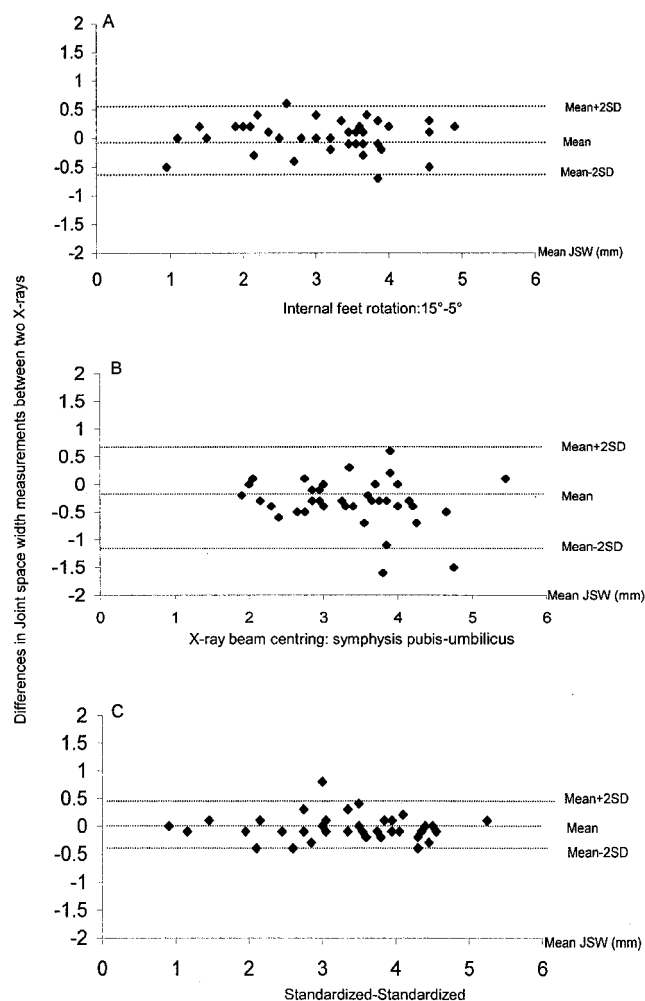 Differences in Joint space width measurements between two X-rays
A
2
1.5
1
0.5
0
-0.5
-1
-1.5
-2
Mean+2SD
Mean
Mean-2SD
Mean JSW (mm)
0 1 2 3 4 5 6
Internal feet rotation:15°-5°
B
2
1.5
1
0.5
0
-0.5
-1
-1.5
-2
Mean+2SD
Mean
Mean-2SD
Mean JSW (mm)
0 1 2 3 4 5 6
X-ray beam centring: symphysis pubis-umbilicus
C
2
1.5
1
0.5
0
-0.5
-1
-1.5
-2
Mean+2SD
Mean
Mean-2SD
Mean JSW (mm)
0 1 2 3 4 5 6
Standardized-Standardized